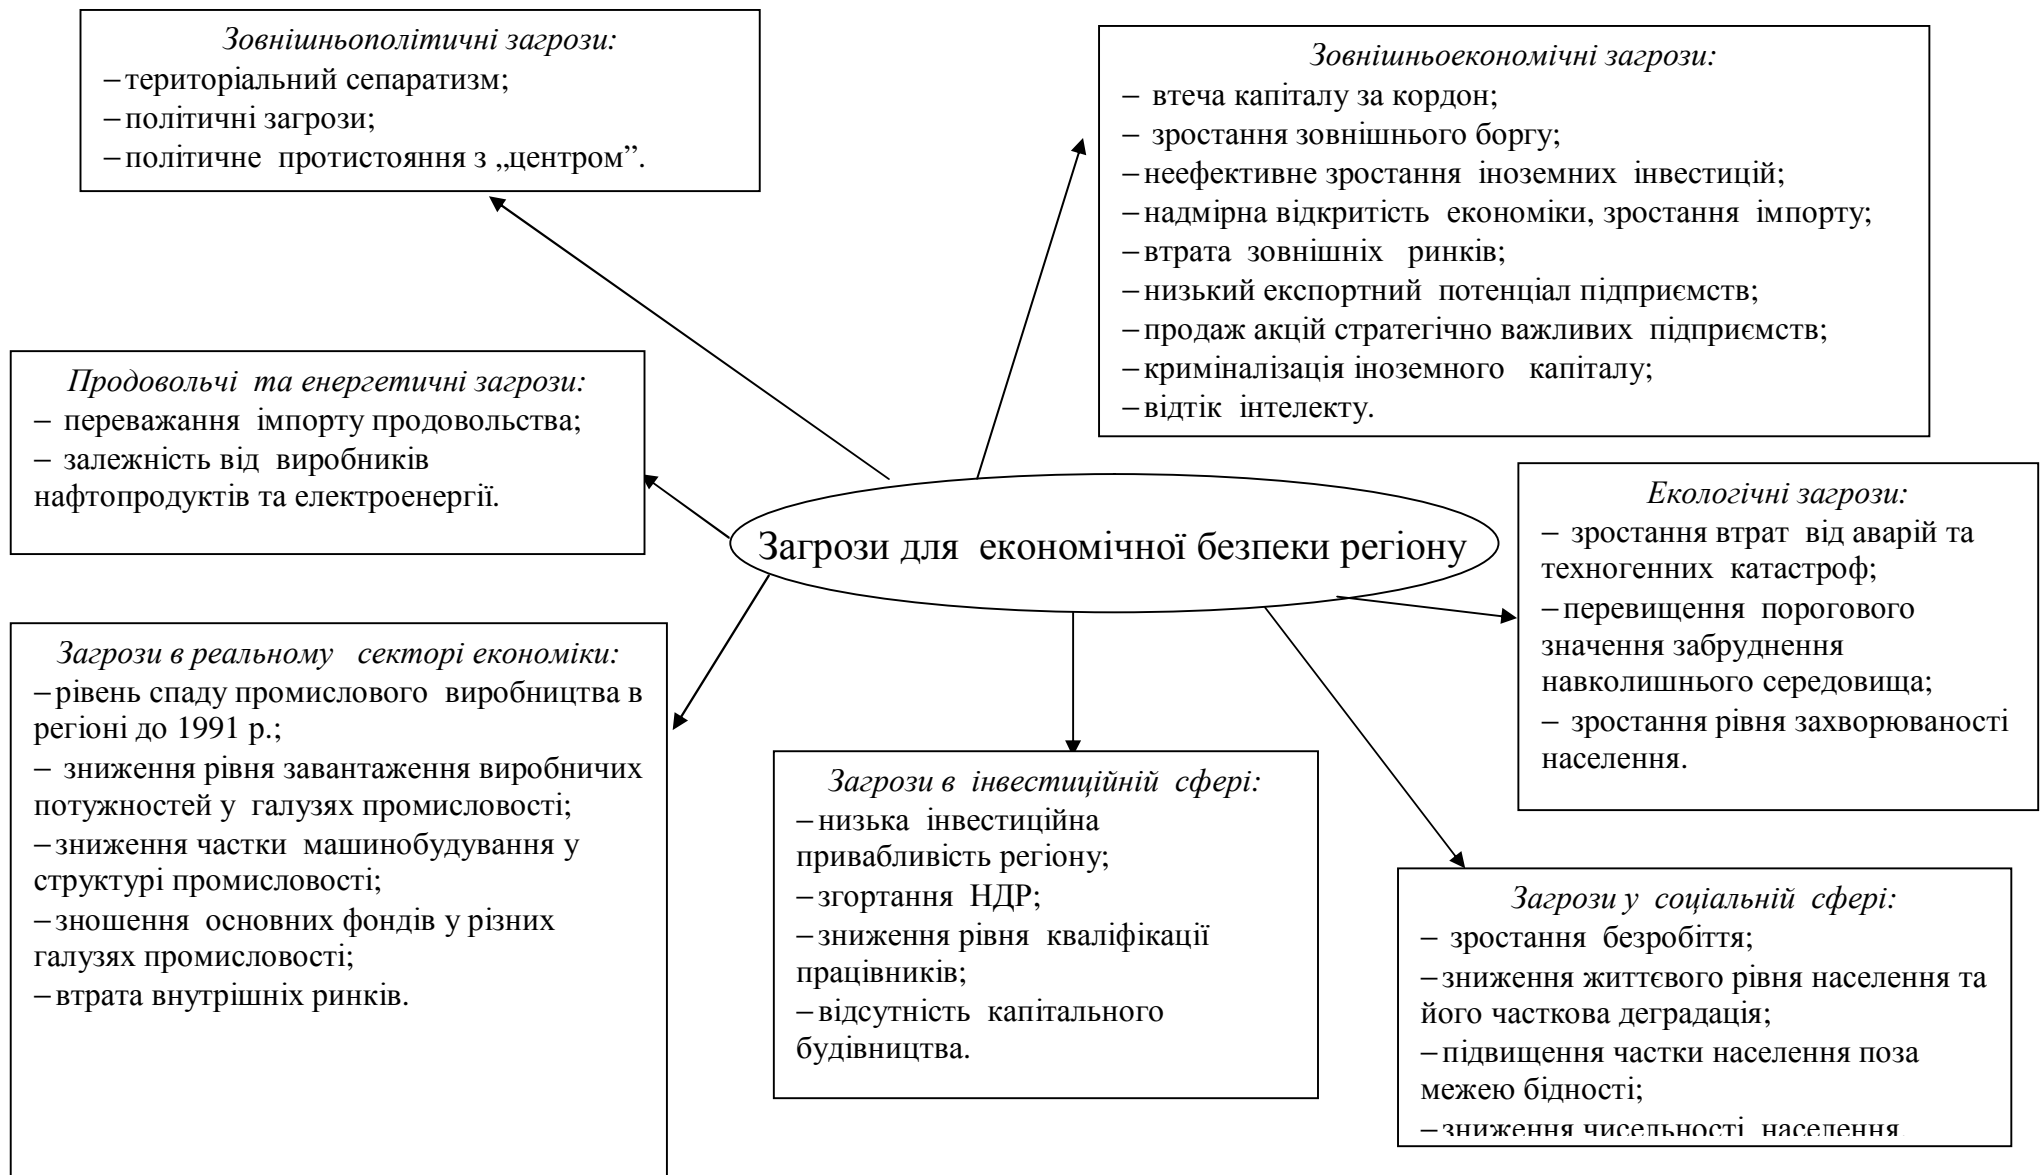 Зовнішньополітичні загрози:
– територіальний сепаратизм;
– політичні загрози;
– політичне протистояння з „центром”.
Зовнішньоекономічні загрози:
– втеча капіталу за кордон;
– зростання зовнішнього боргу;
– неефективне зростання іноземних інвестицій;
– надмірна відкритість економіки, зростання імпорту;
– втрата зовнішніх ринків;
– низький експортний потенціал підприємств;
– продаж акцій стратегічно важливих підприємств;
– криміналізація іноземного капіталу;
– відтік інтелекту.
Продовольчі та енергетичні загрози:
– переважання імпорту продовольства;
– залежність від виробників
нафтопродуктів та електроенергії.
Загрози для економічної безпеки регіону
Екологічні загрози:
– зростання втрат від аварій та
техногенних катастроф;
– перевищення порогового
значення забруднення
навколишнього середовища;
– зростання рівня захворюваності
населення.
Загрози в реальному секторі економіки:
– рівень спаду промислового виробництва в
регіоні до 1991 р.;
– зниження рівня завантаження виробничих
потужностей у галузях промисловості;
– зниження частки машинобудування у
структурі промисловості;
– зношення основних фондів у різних
галузях промисловості;
– втрата внутрішніх ринків.
Загрози в інвестиційній сфері:
– низька інвестиційна
привабливість регіону;
– згортання НДР;
– зниження рівня кваліфікації
працівників;
– відсутність капітального
будівництва.
Загрози у соціальній сфері:
– зростання безробіття;
– зниження життєвого рівня населення та
його часткова деградація;
– підвищення частки населення поза
межею бідності;
– зниження чисельності населення